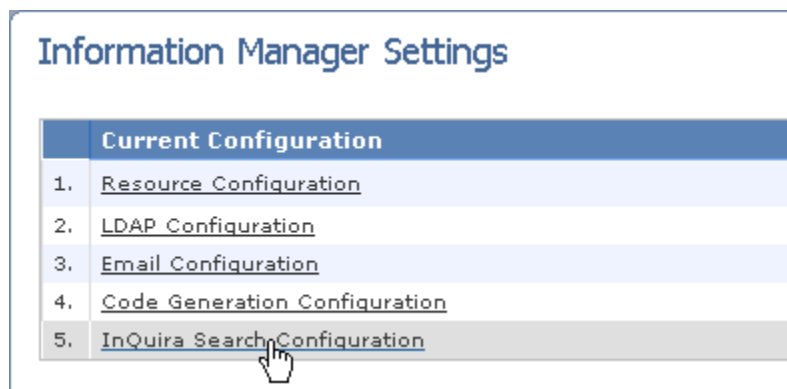 Information Manager Settings
Current Configuration
1. Resource Configuration
2. LDAP Configuration
3. Email Configuration
4. Code Generation Configuration
5. InQuira Search Configuration